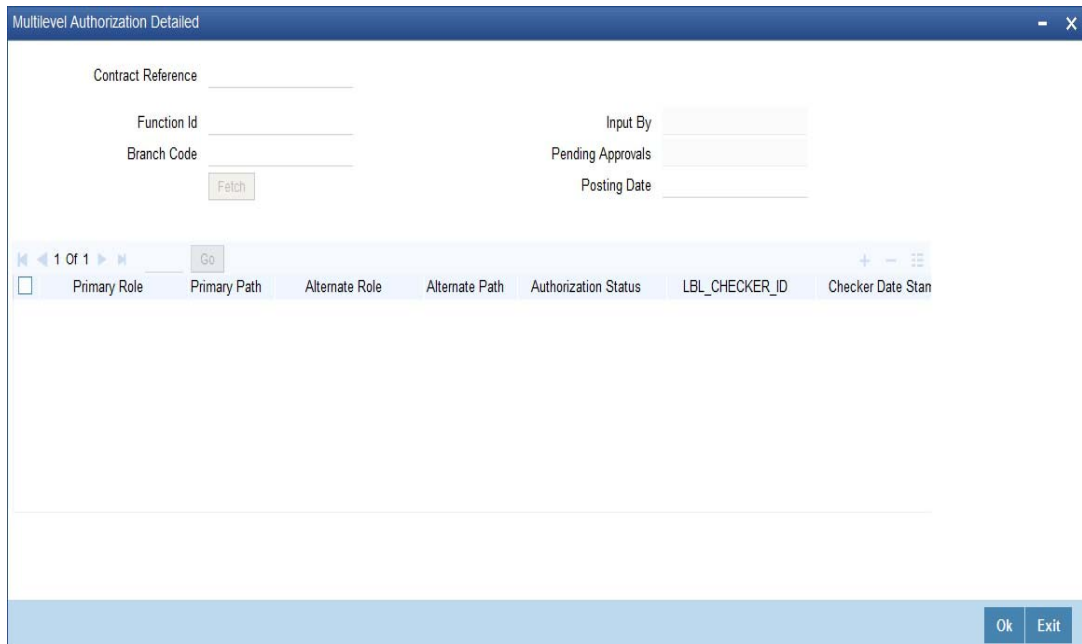 Multilevel Authorization Detailed
Contract Reference
Function Id
Input By
Branch Code
Pending Approvals
Fetch
Posting Date
1 Of 1
Go
Primary Role Primary Path Alternate Role Alternate Path Authorization Status LBL_CHECKER_ID Checker Date Stam
Ok Exit